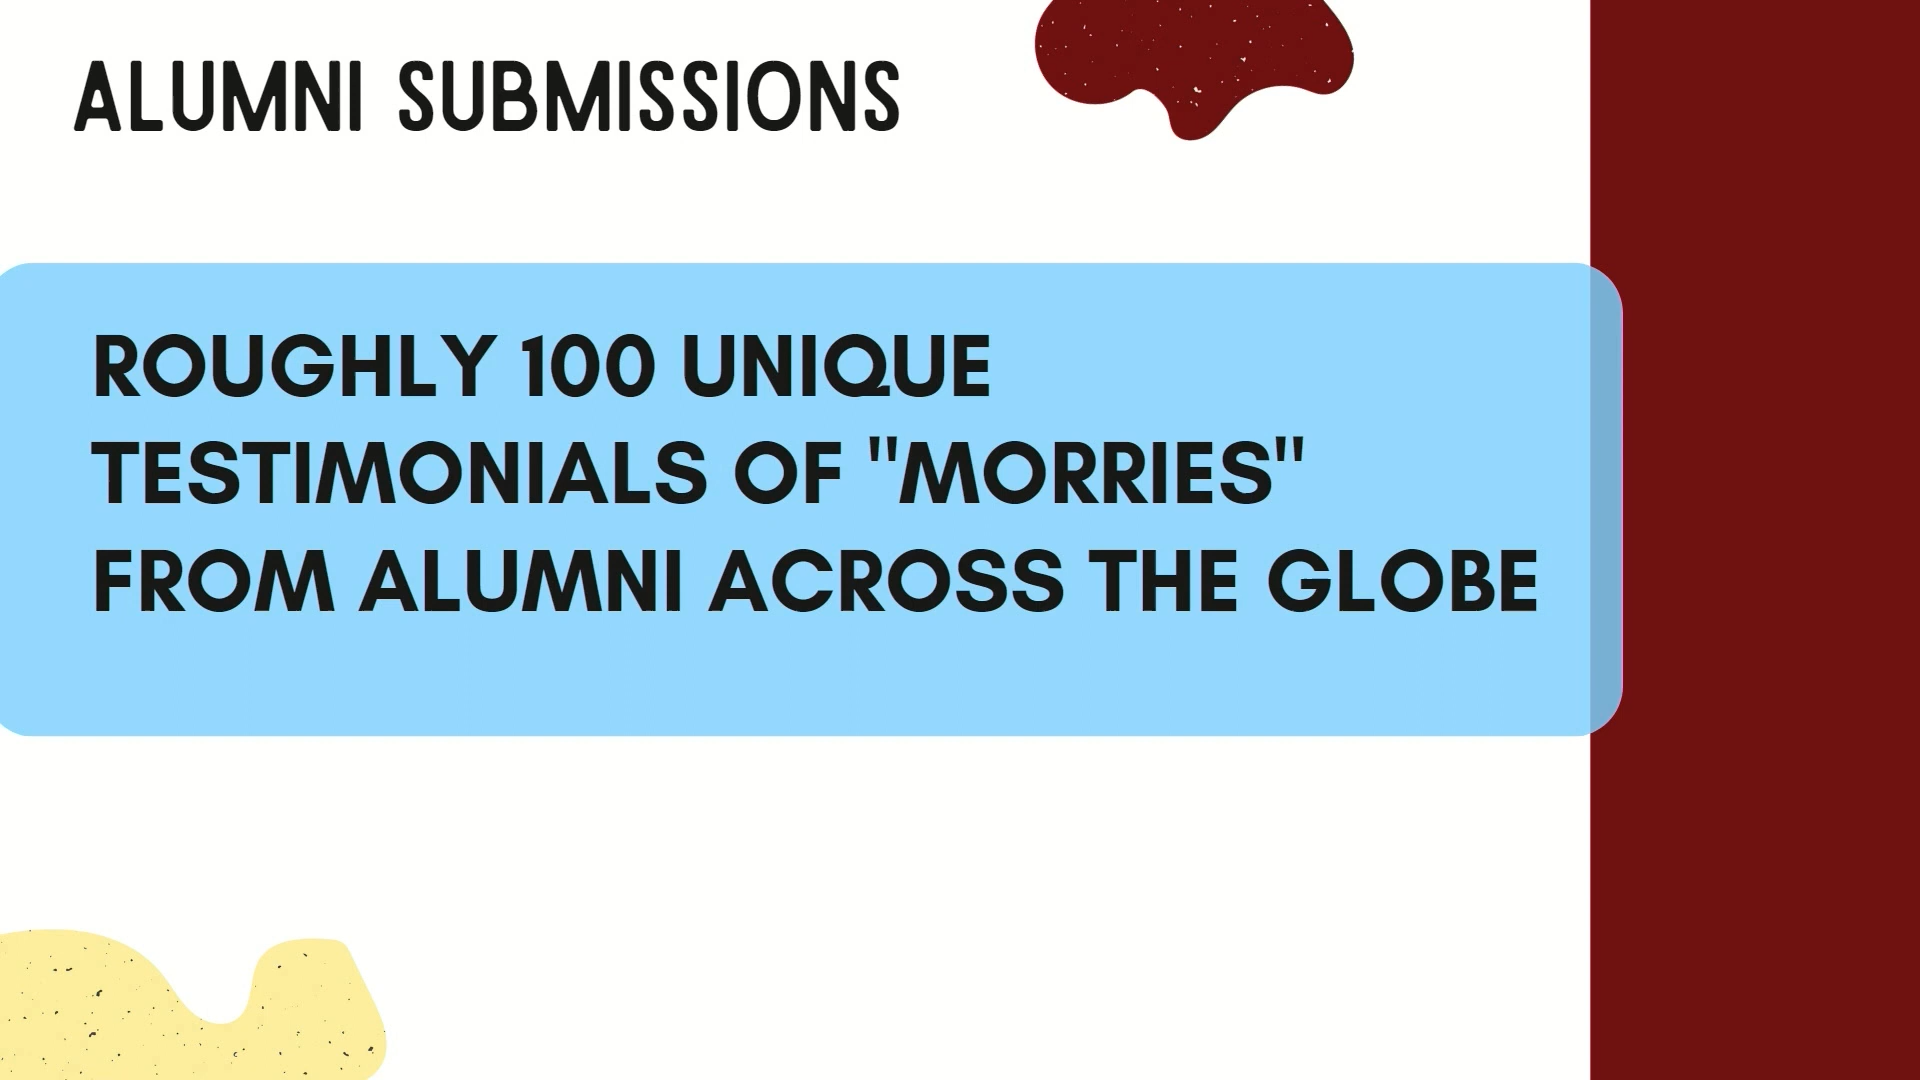 ALUMNI SUBMISSIONS
ROUGHLY 100 UNIQUE
TESTIMONIALS OF "MORRIES"
FROM ALUMNI ACROSS THE GLOBE